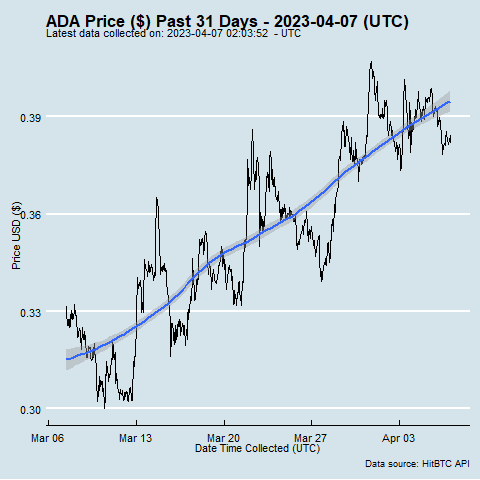 ADA Price ($) Past 31 Days - 2023-04-07 (UTC)
Latest data collected on: 2023-04-07 02:03:52 - UTC
Price USD ($)
0.39
0.36
0.33
0.30
Mar 06 Mar 13 Mar 20 Mar 27 Apr 03
Date Time Collected (UTC)
Data source: HitBTC API